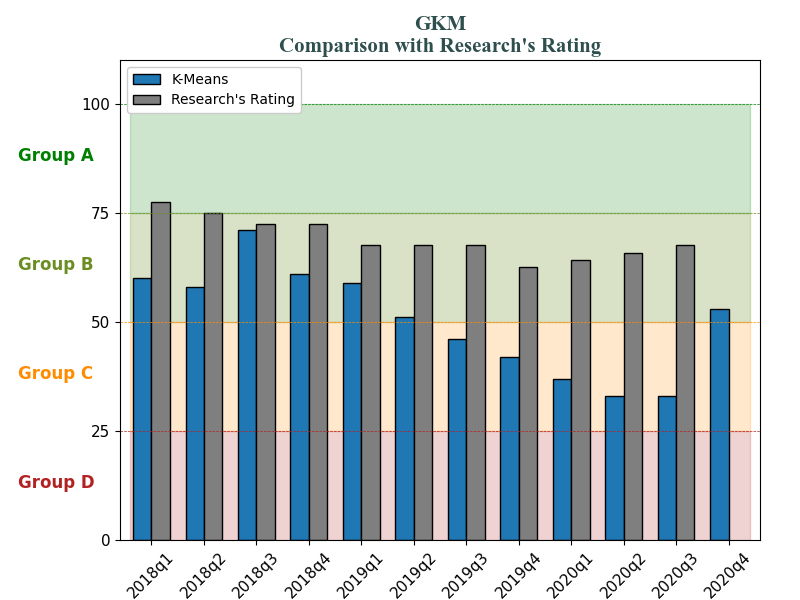 GKM
Comparison with Research's Rating
K-Means
Research's Rating
100
Group A
75
Group B
50
Group C
25
Group D
0
2018q1
2018q2
2018q3
2018q4
2019q1
2019q2
2019q3
2019q4
2020q1
2020q2
2020q3
2020q4